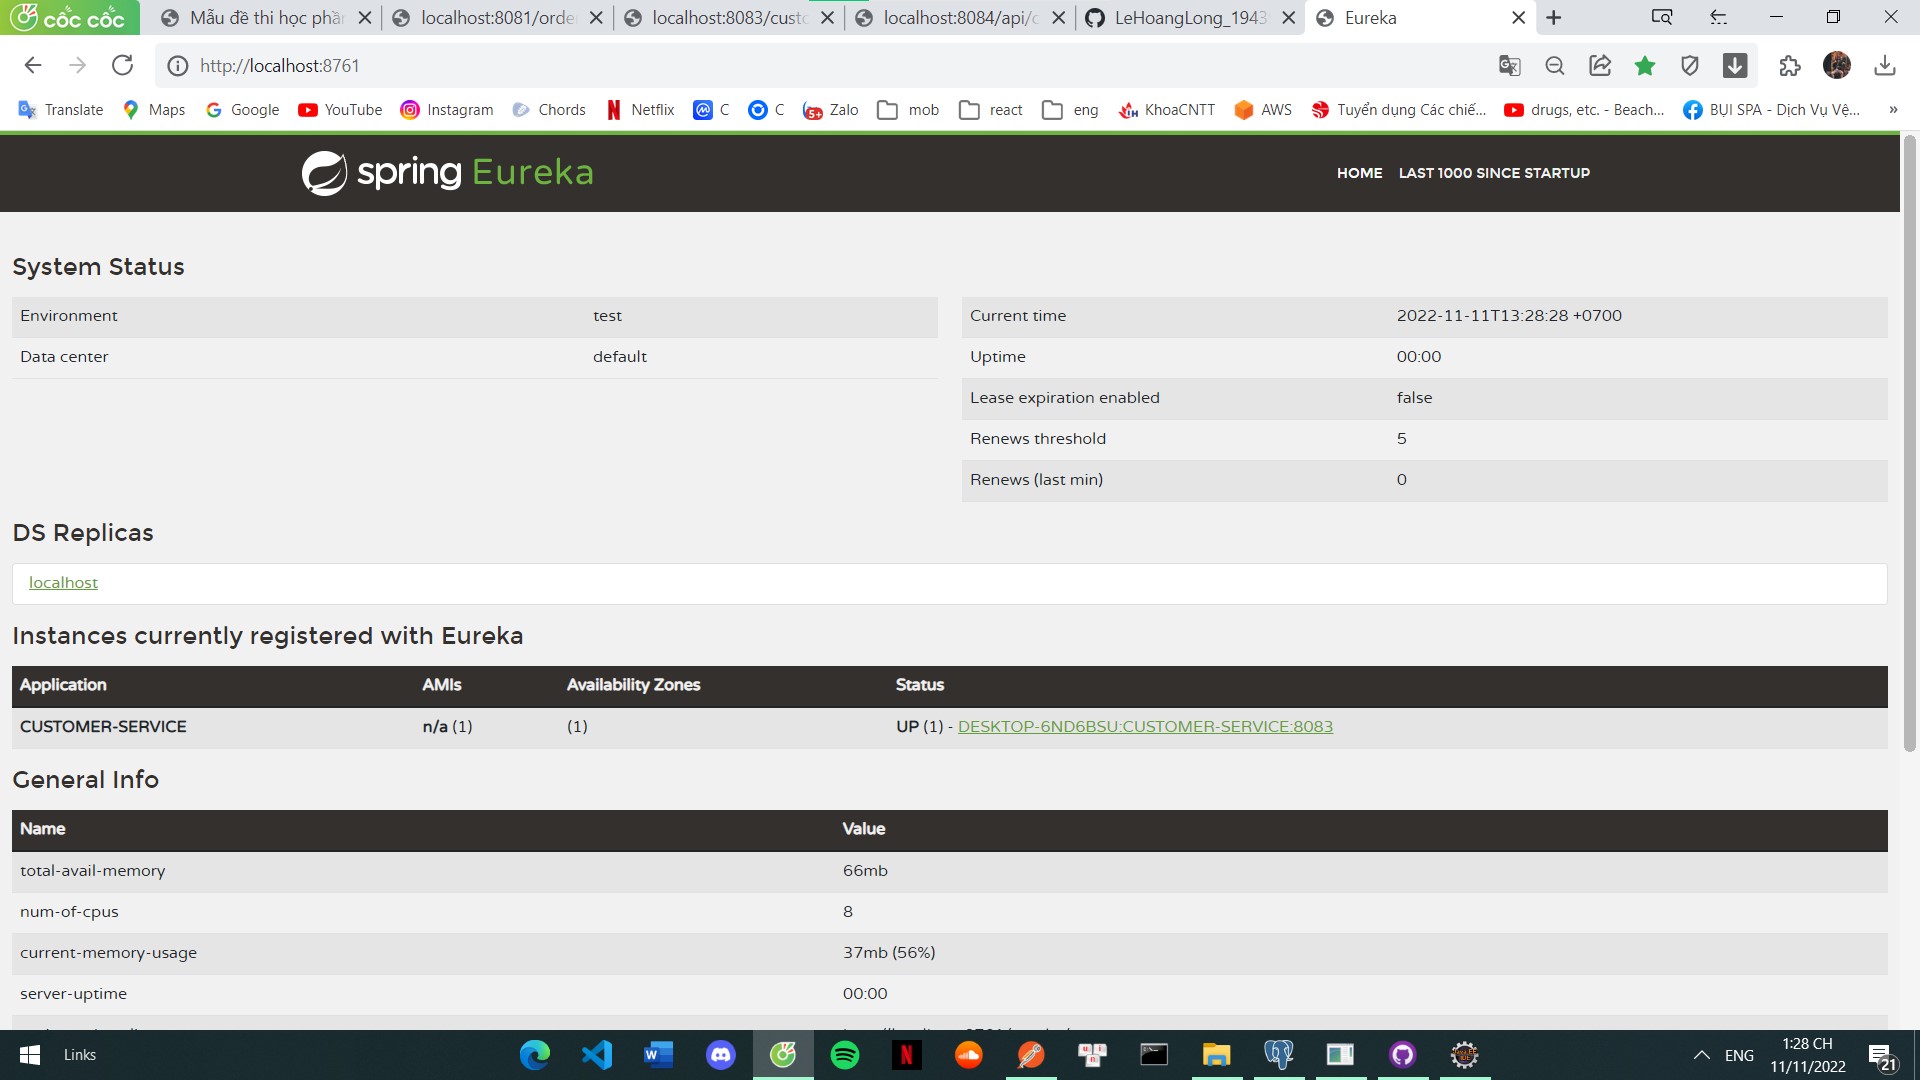 cốc cốc
Mẫu đề thi học phần
localhost:8081/orde
localhost:8083/custo
localhost:8084/api/c
LeHoangLong_1943
Eureka
http://localhost:8761
Translate
Maps
Google
YouTube
Instagram
Chords
Netflix
C
C
Zalo
mob
react
eng
KhoaCNTT
AWS
Tuyển dụng Các chiế...
drugs, etc. - Beach...
BỤI SPA - Dịch Vụ Vệ...
»
spring Eureka
HOME
LAST 1000 SINCE STARTUP
System Status
Environment test
Data center default
Current time 2022-11-11T13:28:28 +0700
Uptime 00:00
Lease expiration enabled false
Renews threshold 5
Renews (last min) 0
DS Replicas
localhost
Instances currently registered with Eureka
Application AMIs Availability Zones Status
CUSTOMER-SERVICE n/a (1) (1) UP (1) - DESKTOP-6ND6BSU:CUSTOMER-SERVICE:8083
General Info
Name Value
total-avail-memory 66mb
num-of-cpus 8
current-memory-usage 37mb (56%)
server-uptime 00:00
Links
ENG
1:28 CH
11/11/2022
21